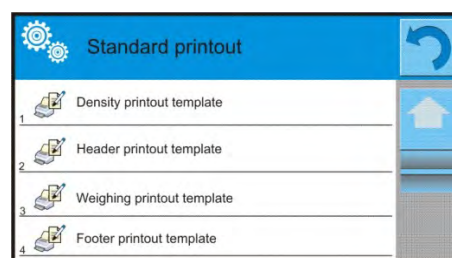 Standard printout
1 Density printout template
2 Header printout template
3 Weighing printout template
4 Footer printout template